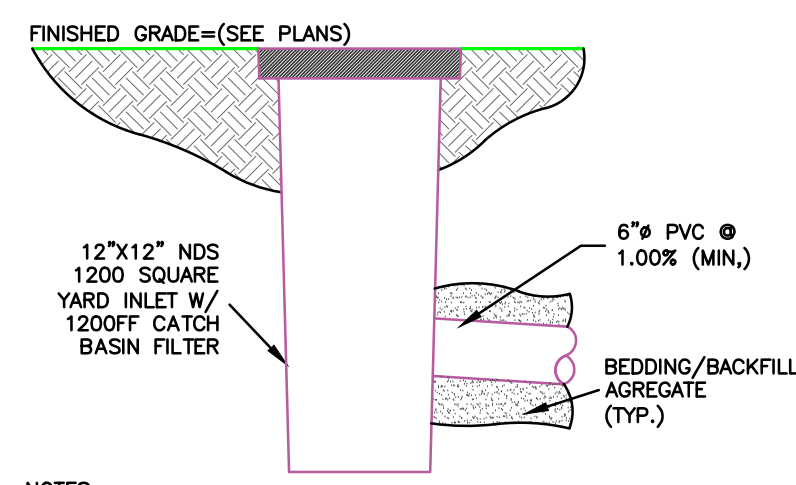 FINISHED GRADE=(SEE PLANS)
12"X12" NDS
1200 SQUARE
YARD INLET W/
1200FF CATCH
BASIN FILTER
6"ø PVC @
1.00% (MIN,)
BEDDING/BACKFILL
AGREGATE
(TYP.)